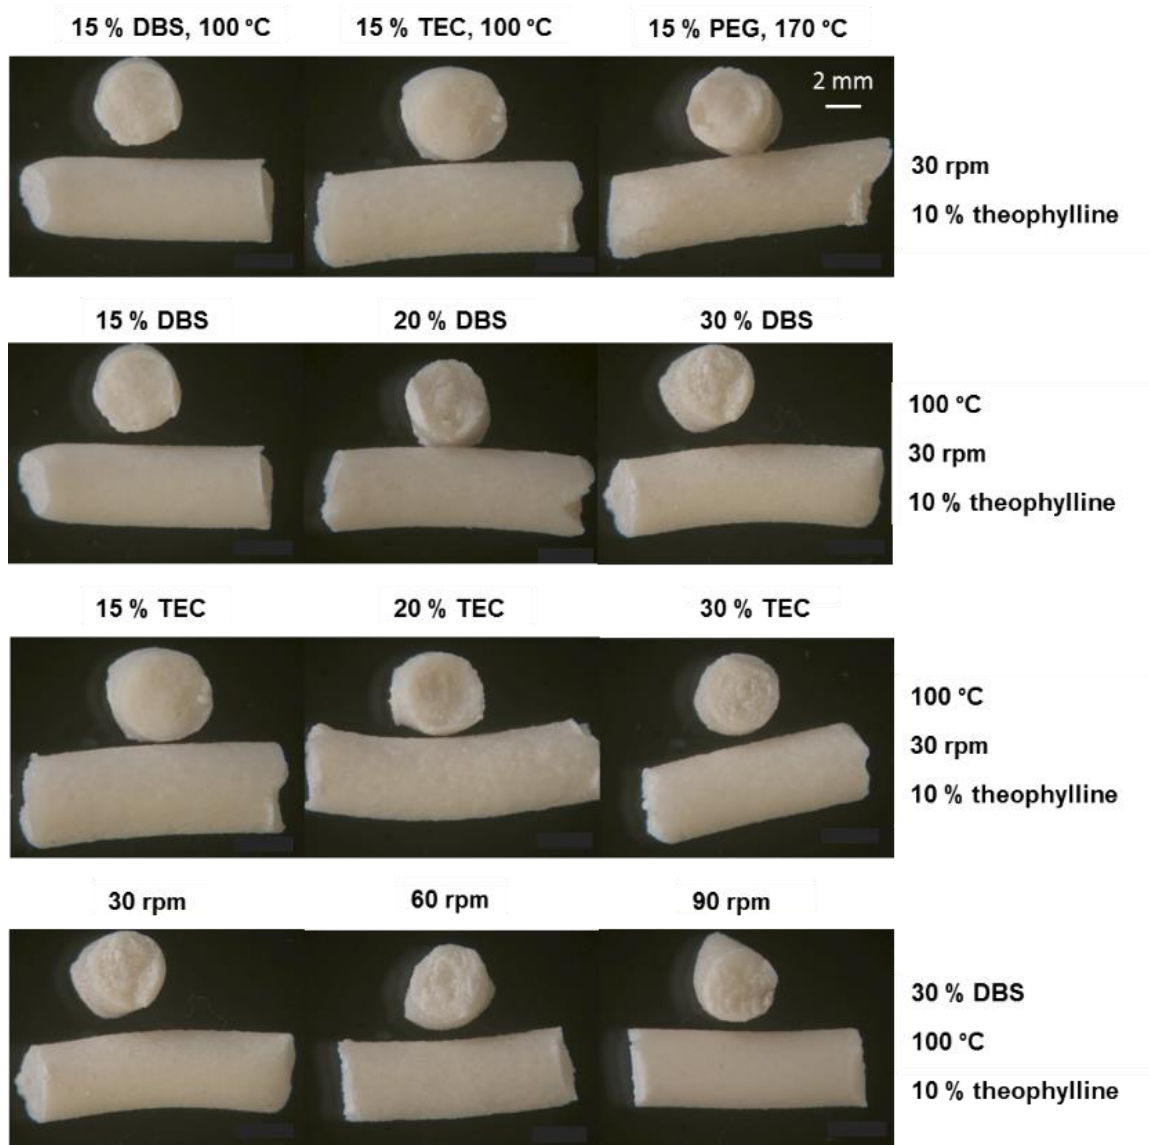 15 % DBS, 100 °C
15 % TEC, 100 °C
15 % PEG, 170 °C
2 mm
30 rpm
10 % theophylline
15 % DBS
20 % DBS
30 % DBS
100 °C
30 rpm
10 % theophylline
15 % TEC
20 % TEC
30 % TEC
100 °C
30 rpm
10 % theophylline
30 rpm
60 rpm
90 rpm
30 % DBS
100 °C
10 % theophylline